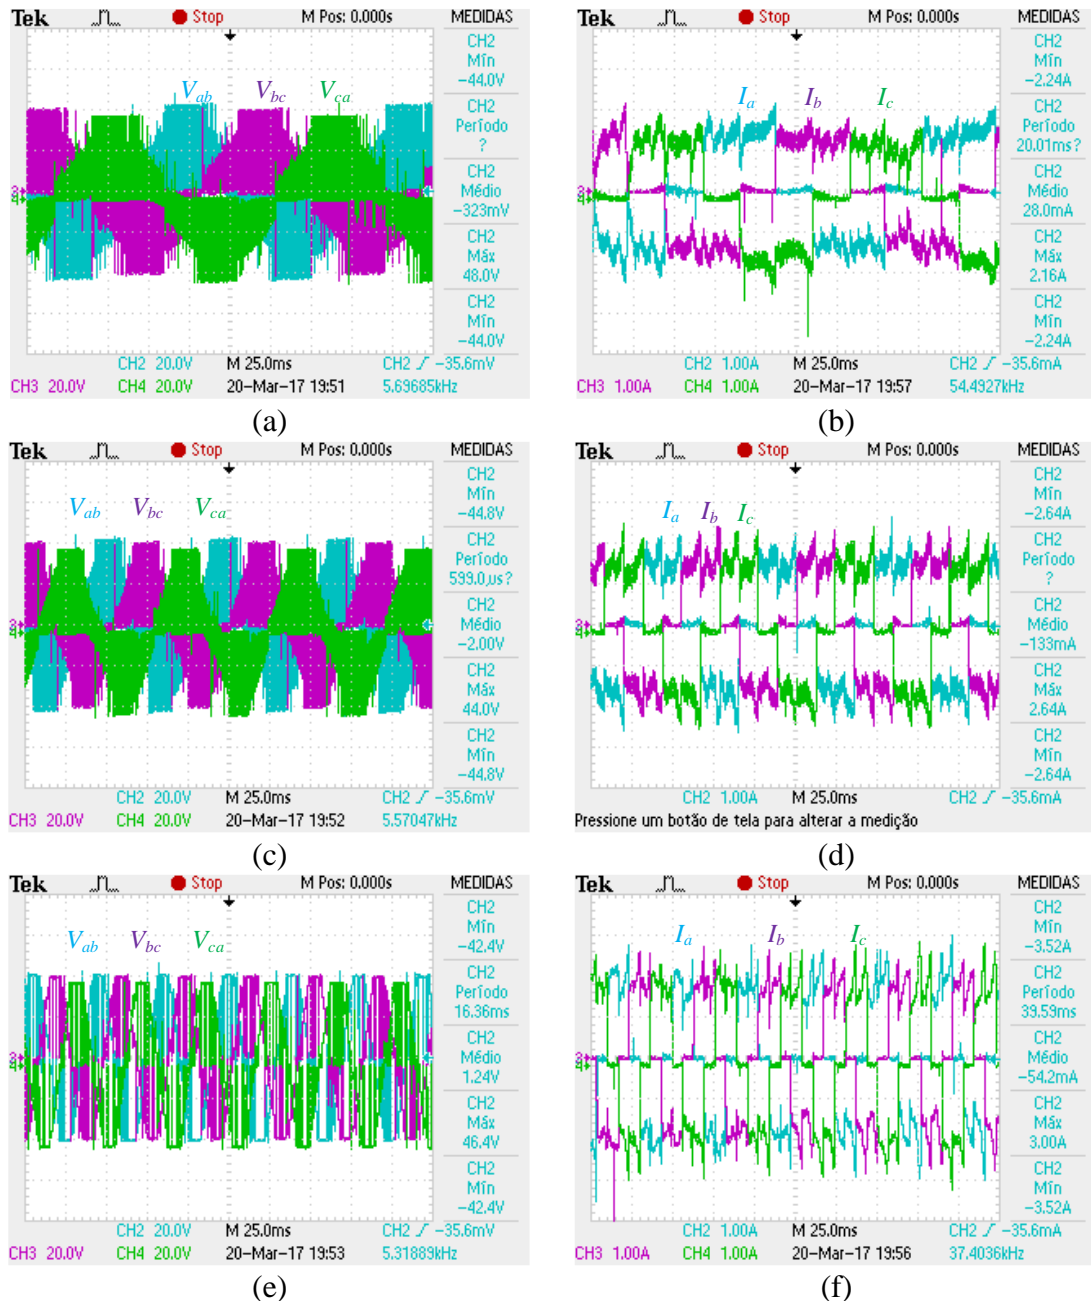 Tek Stop M Pos: 0.000s MEDIDAS
CH2
Mín
-44.0V
CH2
Período
?
CH2
Médio
-323mV
CH2
Máx
48.0V
CH2
Mín
-44.0V
Vab Vbc Vca
3
4
CH2 20.0V M 25.0ms CH2 -35.6mV
CH3 20.0V CH4 20.0V 20-Mar-17 19:51 5.69685kHz
(a)
Tek Stop M Pos: 0.000s MEDIDAS
CH2
Mín
-2.24A
CH2
Período
20.01ms?
CH2
Médio
28.0mA
CH2
Máx
2.16A
CH2
Mín
-2.24A
Ia Ib Ic
3
4
CH2 1.00A M 25.0ms CH2 -35.6mA
CH3 1.00A CH4 1.00A 20-Mar-17 19:57 54.4927kHz
(b)
Tek Stop M Pos: 0.000s MEDIDAS
CH2
Mín
-44.8V
CH2
Período
599.0µs?
CH2
Médio
-2.00V
CH2
Máx
44.0V
CH2
Mín
-44.8V
Vab Vbc Vca
3
4
CH2 20.0V M 25.0ms CH2 -35.6mV
CH3 20.0V CH4 20.0V 20-Mar-17 19:52 5.57047kHz
(c)
Tek Stop M Pos: 0.000s MEDIDAS
CH2
Mín
-2.64A
CH2
Período
?
CH2
Médio
-133mA
CH2
Máx
2.64A
CH2
Mín
-2.64A
Ia Ib Ic
3
4
CH2 1.00A M 25.0ms CH2 -35.6mA
Pressione um botão de tela para alterar a medição
(d)
Tek Stop M Pos: 0.000s MEDIDAS
CH2
Mín
-42.4V
CH2
Período
16.36ms
CH2
Médio
1.24V
CH2
Máx
46.4V
CH2
Mín
-42.4V
Vab Vbc Vca
3
4
CH2 20.0V M 25.0ms CH2 -35.6mV
CH3 20.0V CH4 20.0V 20-Mar-17 19:53 5.31889kHz
(e)
Tek Stop M Pos: 0.000s MEDIDAS
CH2
Mín
-3.52A
CH2
Período
39.59ms
CH2
Médio
-54.2mA
CH2
Máx
3.00A
CH2
Mín
-3.52A
Ia Ib Ic
3
4
CH2 1.00A M 25.0ms CH2 -35.6mA
CH3 1.00A CH4 1.00A 20-Mar-17 19:56 37.4036kHz
(f)